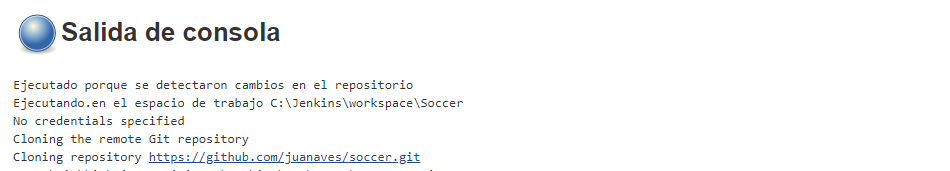 Salida de consola
Ejecutado porque se detectaron cambios en el repositorio
Ejecutando.en el espacio de trabajo C:\Jenkins\workspace\Soccer
No credentials specified
Cloning the remote Git repository
Cloning repository https://github.com/juanaves/soccer.git